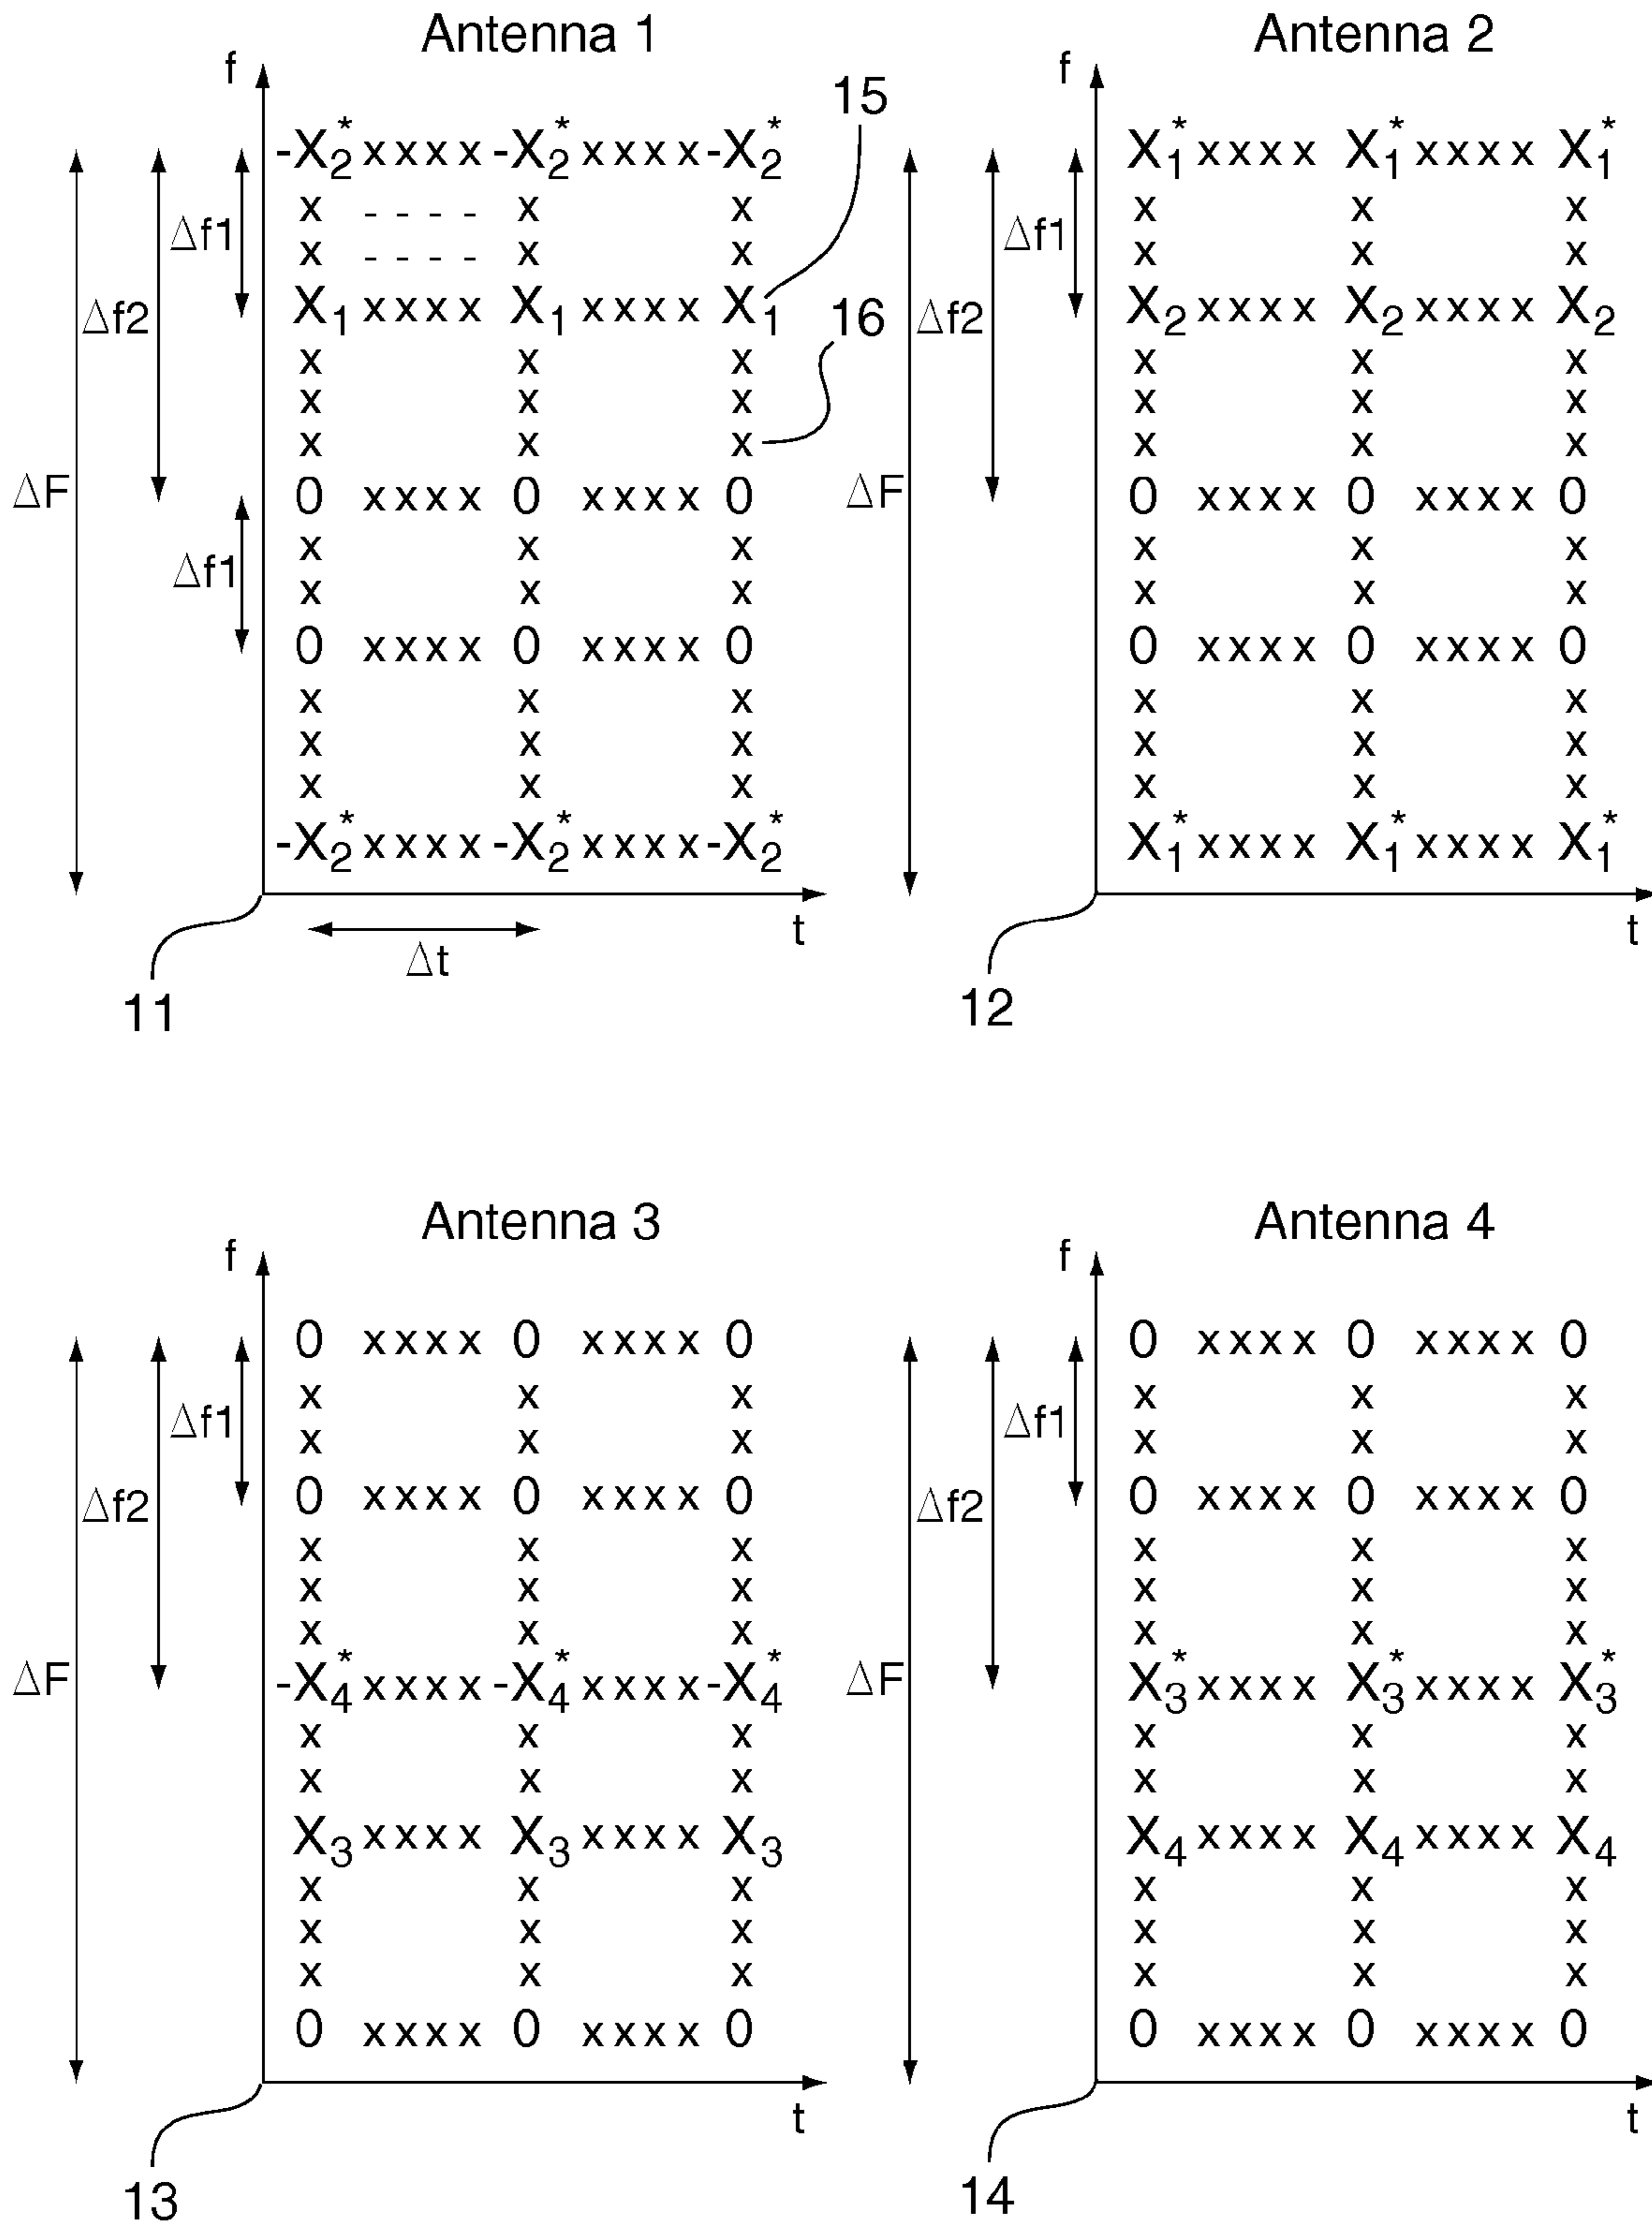 Antenna 1
f
15
-X₂* x x x x -X₂* x x x x -X₂*
x - - - - x x
Δf1
x - - - - x x
X₁ x x x x X₁ x x x x X₁
Δf2
16
x x x
x x x
x x x
ΔF
0 x x x x 0 x x x x 0
x x x
Δf1
x x x
0 x x x x 0 x x x x 0
x x x
x x x
x x x
-X₂* x x x x -X₂* x x x x -X₂*
t
Δt
11
Antenna 2
f
X₁* x x x x X₁* x x x x X₁*
x x x
Δf1
x x x
X₂ x x x x X₂ x x x x X₂
Δf2
x x x
x x x
x x x
ΔF
0 x x x x 0 x x x x 0
x x x
x x x
0 x x x x 0 x x x x 0
x x x
x x x
x x x
X₁* x x x x X₁* x x x x X₁*
t
12
Antenna 3
f
0 x x x x 0 x x x x 0
x x x
Δf1
x x x
0 x x x x 0 x x x x 0
Δf2
x x x
x x x
x x x
ΔF
-X₄* x x x x -X₄* x x x x -X₄*
x x x
x x x
X₃ x x x x X₃ x x x x X₃
x x x
x x x
x x x
0 x x x x 0 x x x x 0
t
13
Antenna 4
f
0 x x x x 0 x x x x 0
x x x
Δf1
x x x
0 x x x x 0 x x x x 0
Δf2
x x x
x x x
x x x
ΔF
X₃* x x x x X₃* x x x x X₃*
x x x
x x x
X₄ x x x x X₄ x x x x X₄
x x x
x x x
x x x
0 x x x x 0 x x x x 0
t
14